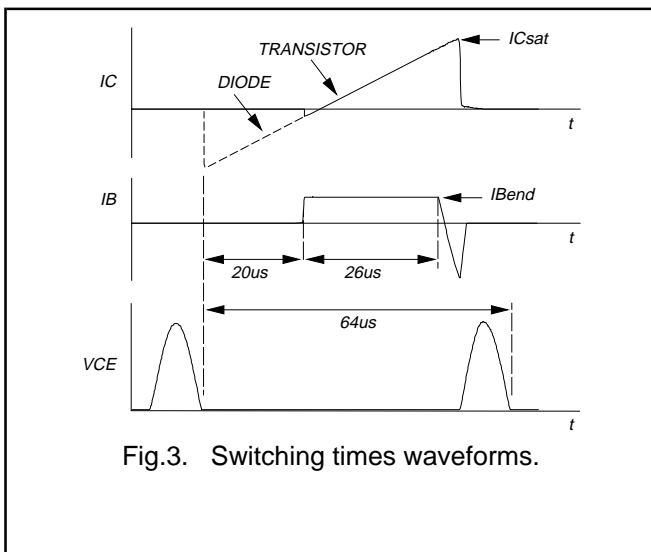 ICsat
TRANSISTOR
DIODE
IC
t
IB
IBend
t
20us
26us
64us
VCE
t
Fig.3. Switching times waveforms.